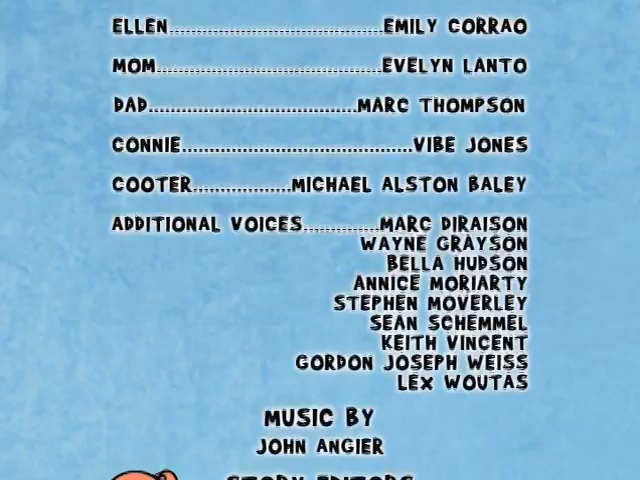 ELLEN..............................EMILY CORRAO
MOM................................EVELYN LANTO
DAD..............................MARC THOMPSON
CONNIE.................................VIBE JONES
COOTER.................MICHAEL ALSTON BALEY
ADDITIONAL VOICES............MARC DIRAISON
WAYNE GRAYSON
BELLA HUDSON
ANNICE MORIARTY
STEPHEN MOVERLEY
SEAN SCHEMMEL
KEITH VINCENT
GORDON JOSEPH WEISS
LEX WOUTAS
MUSIC BY
JOHN ANGIER
STORY EDITORS